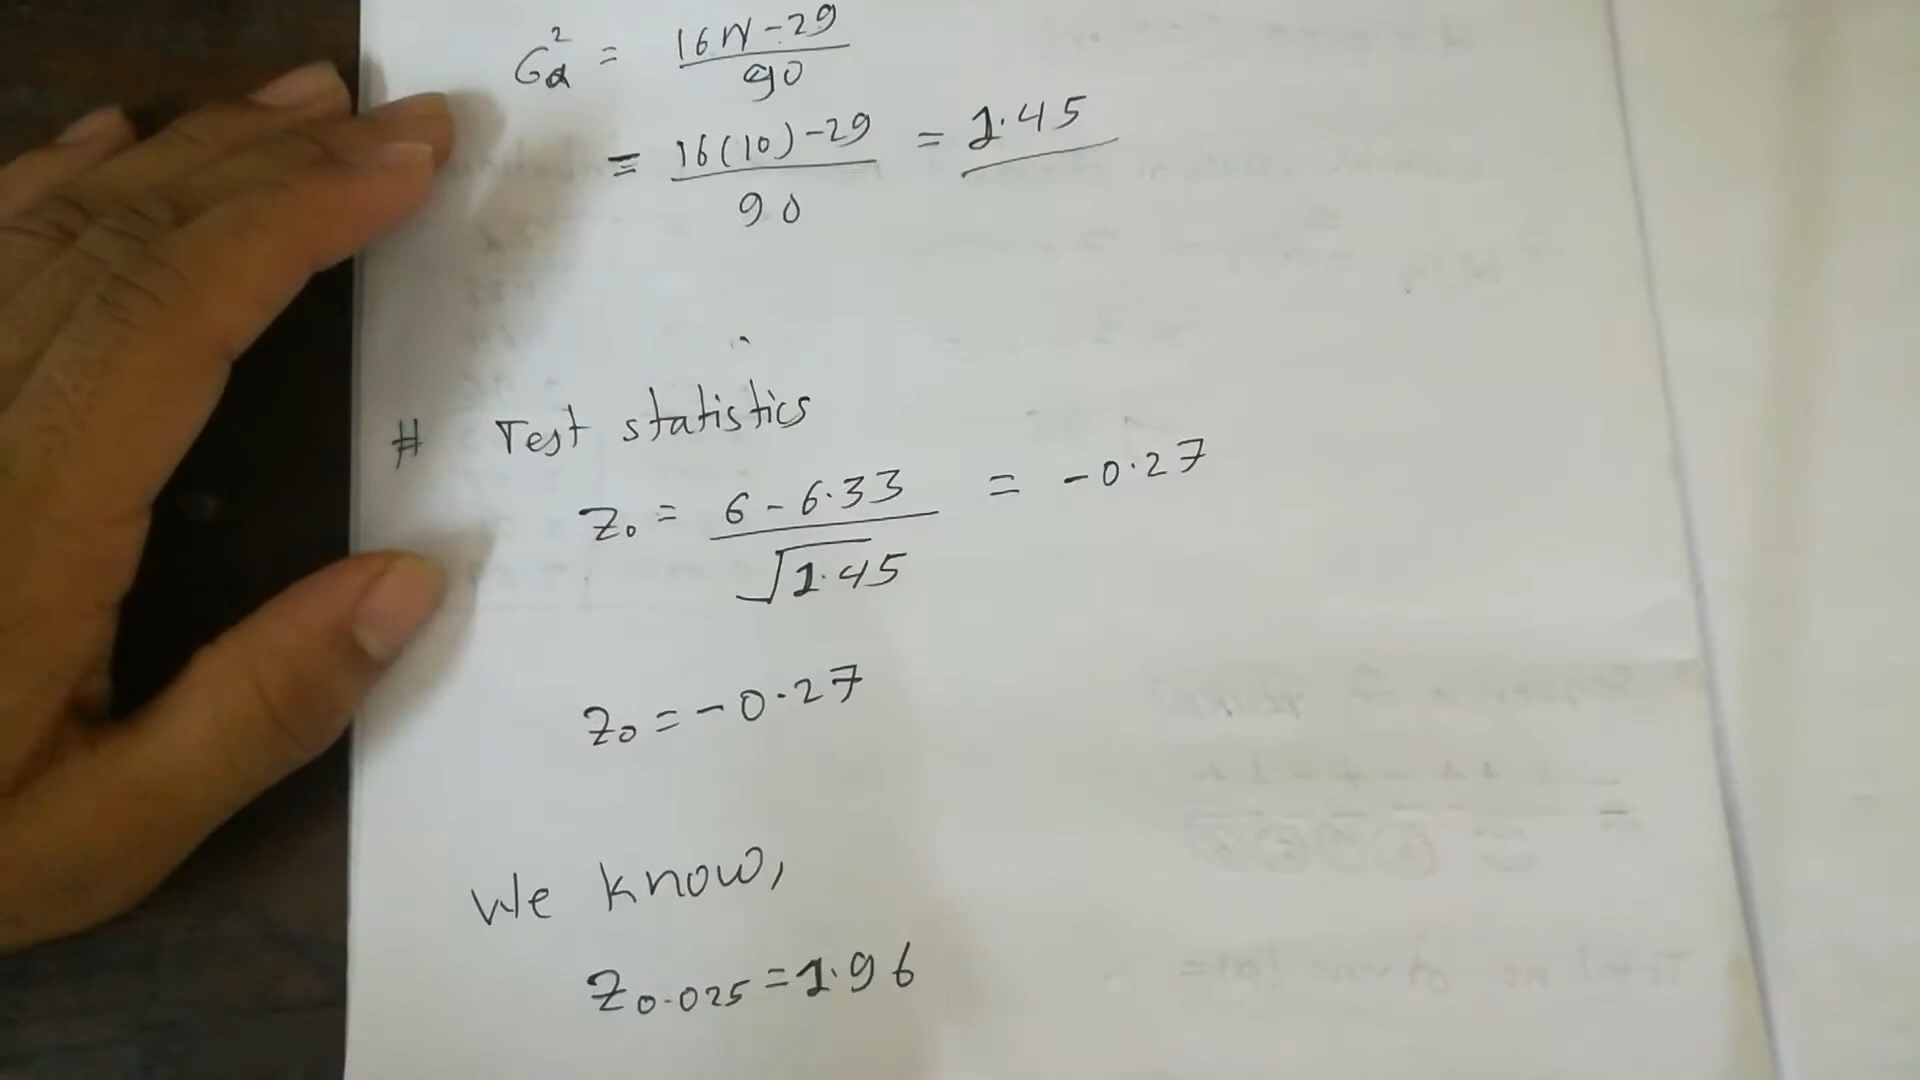 σ²a = 16N-29/90
= 16(10)-29/90 = 1.45
# Test statistics
Z₀ = 6-6.33/√1.45 = -0.27
Z₀ = -0.27
We know,
Z0.025 = 1.96